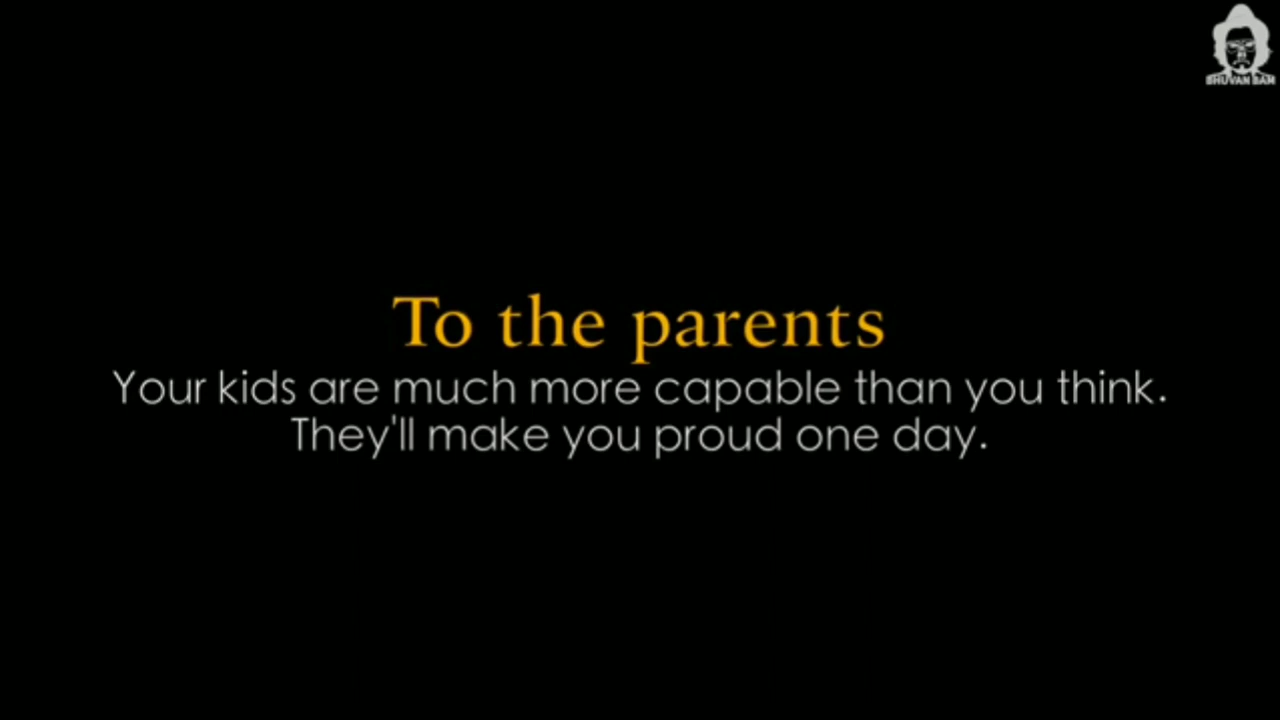 BHUVAN BAM
To the parents
Your kids are much more capable than you think.
They'll make you proud one day.